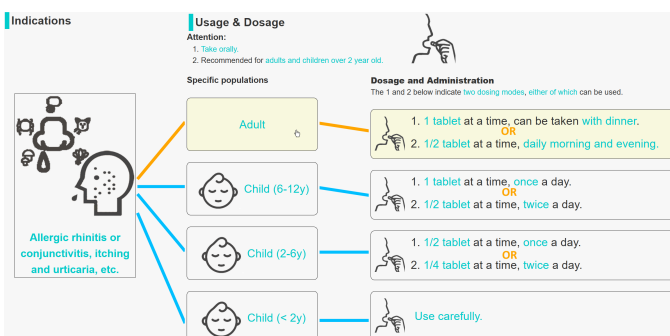 Indications
Usage & Dosage
Attention:
1. Take orally.
2. Recommended for adults and children over 2 year old.
Specific populations
Dosage and Administration
The 1 and 2 below indicate two dosing modes, either of which can be used.
Allergic rhinitis or
conjunctivitis, itching
and urticaria, etc.
Adult
1. 1 tablet at a time, can be taken with dinner.
OR
2. 1/2 tablet at a time, daily morning and evening.
Child (6-12y)
1. 1 tablet at a time, once a day.
OR
2. 1/2 tablet at a time, twice a day.
Child (2-6y)
1. 1/2 tablet at a time, once a day.
OR
2. 1/4 tablet at a time, twice a day.
Child (< 2y)
Use carefully.